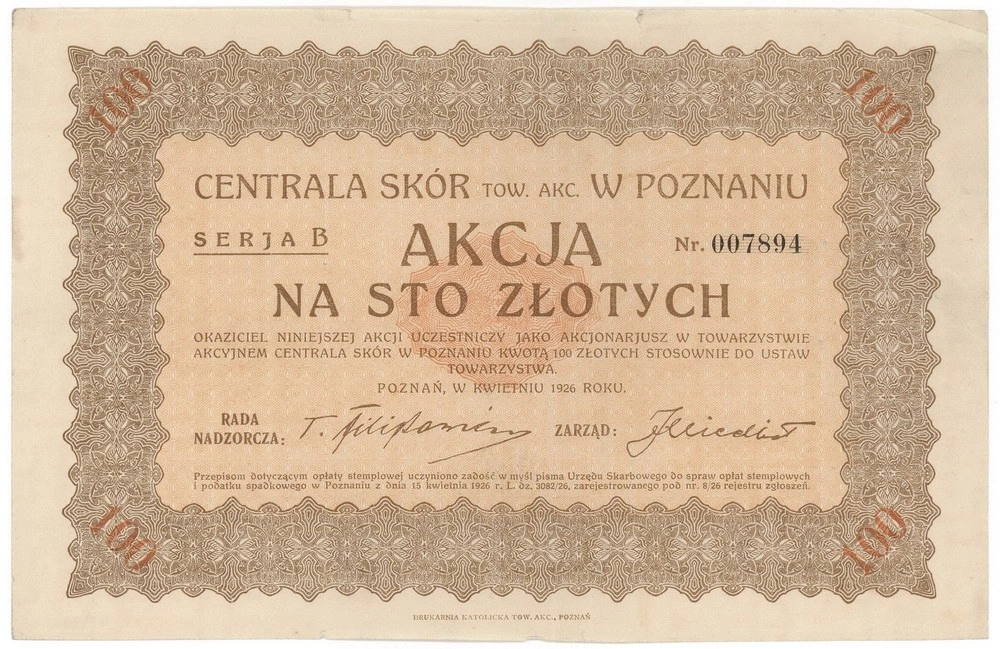 100 100
CENTRALA SKÓR TOW. AKC. W POZNANIU
SERJA B
AKCJA
Nr. 007894
NA STO ZŁOTYCH
OKAZICIEL NINIEJSZEJ AKCJI UCZESTNICZY JAKO AKCJONARJUSZ W TOWARZYSTWIE
AKCYJNEM CENTRALA SKÓR W POZNANIU KWOTĄ 100 ZŁOTYCH STOSOWNIE DO USTAW
TOWARZYSTWA.
POZNAŃ, W KWIETNIU 1926 ROKU.
RADA
NADZORCZA:
ZARZĄD:
Przepisom dotyczącym opłaty stemplowej uczyniono zadość w myśl pisma Urzędu Skarbowego do spraw opłat stemplowych
i podatku spadkowego w Poznaniu z dnia 15 kwietnia 1926 r. L. dz. 3082/26, zarejestrowanego pod nr. 8/26 rejestru zgłoszeń.
100 100
DRUKARNIA KATOLICKA TOW. AKC., POZNAŃ